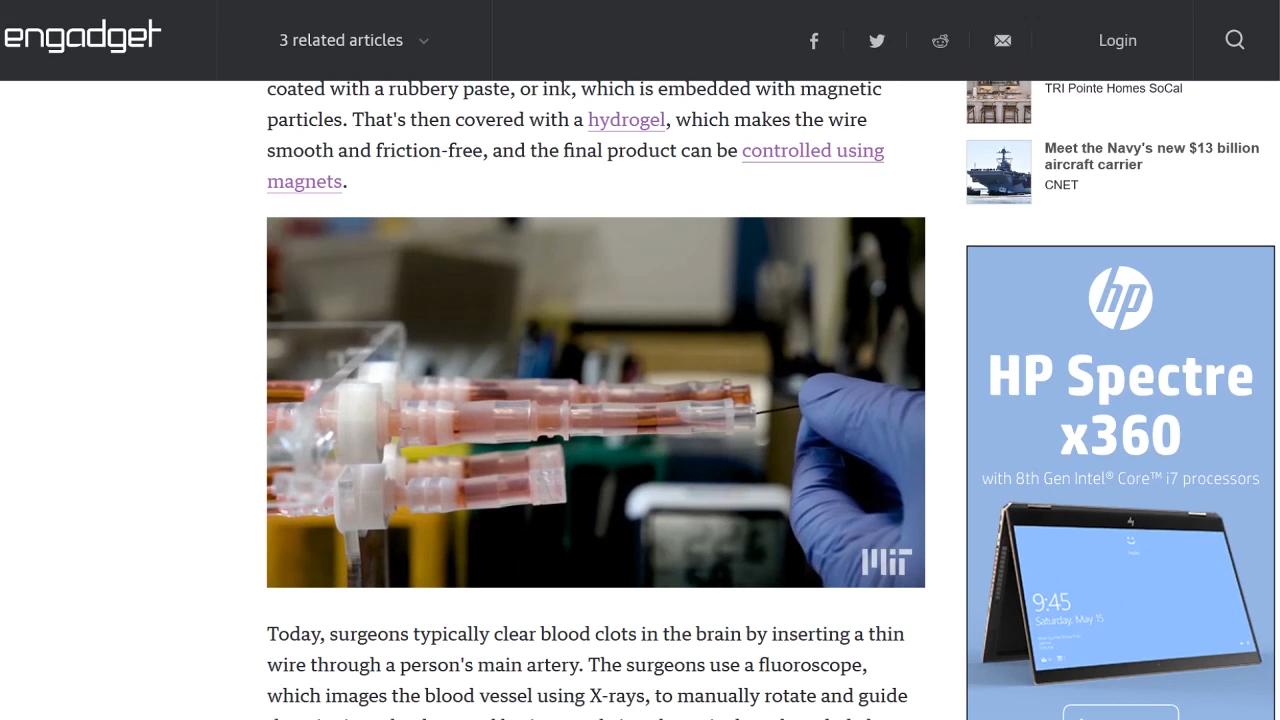 engadget
3 related articles
Login
coated with a rubbery paste, or ink, which is embedded with magnetic
particles. That's then covered with a hydrogel, which makes the wire
smooth and friction-free, and the final product can be controlled using
magnets.
MIT
Today, surgeons typically clear blood clots in the brain by inserting a thin
wire through a person's main artery. The surgeons use a fluoroscope,
which images the blood vessel using X-rays, to manually rotate and guide
TRI Pointe Homes SoCal
Meet the Navy's new $13 billion
aircraft carrier
CNET
hp
HP Spectre
x360
with 8th Gen Intel® Core™ i7 processors
9:45
Saturday, May 15